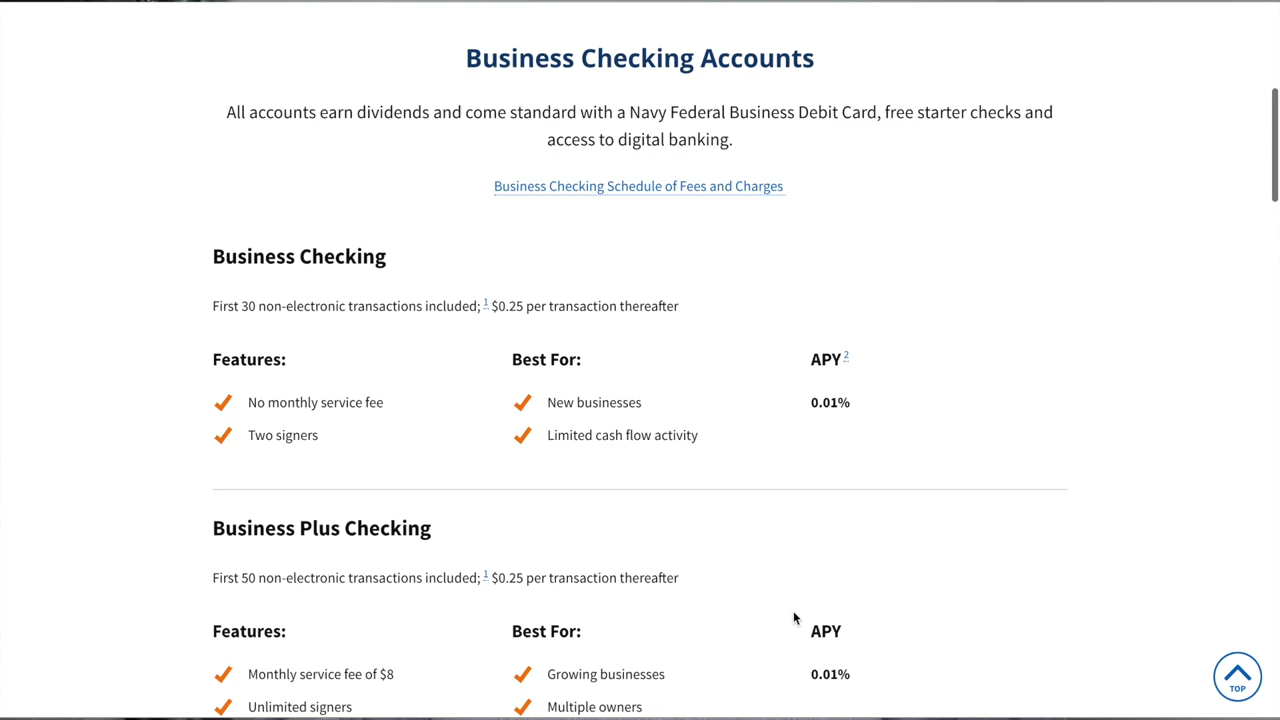 Business Checking Accounts
All accounts earn dividends and come standard with a Navy Federal Business Debit Card, free starter checks and
access to digital banking.
Business Checking Schedule of Fees and Charges
Business Checking
First 30 non-electronic transactions included; 1 $0.25 per transaction thereafter
Features: Best For: APY 2
No monthly service fee New businesses 0.01%
Two signers Limited cash flow activity
Business Plus Checking
First 50 non-electronic transactions included; 1 $0.25 per transaction thereafter
Features: Best For: APY
Monthly service fee of $8 Growing businesses 0.01%
Unlimited signers Multiple owners
TOP